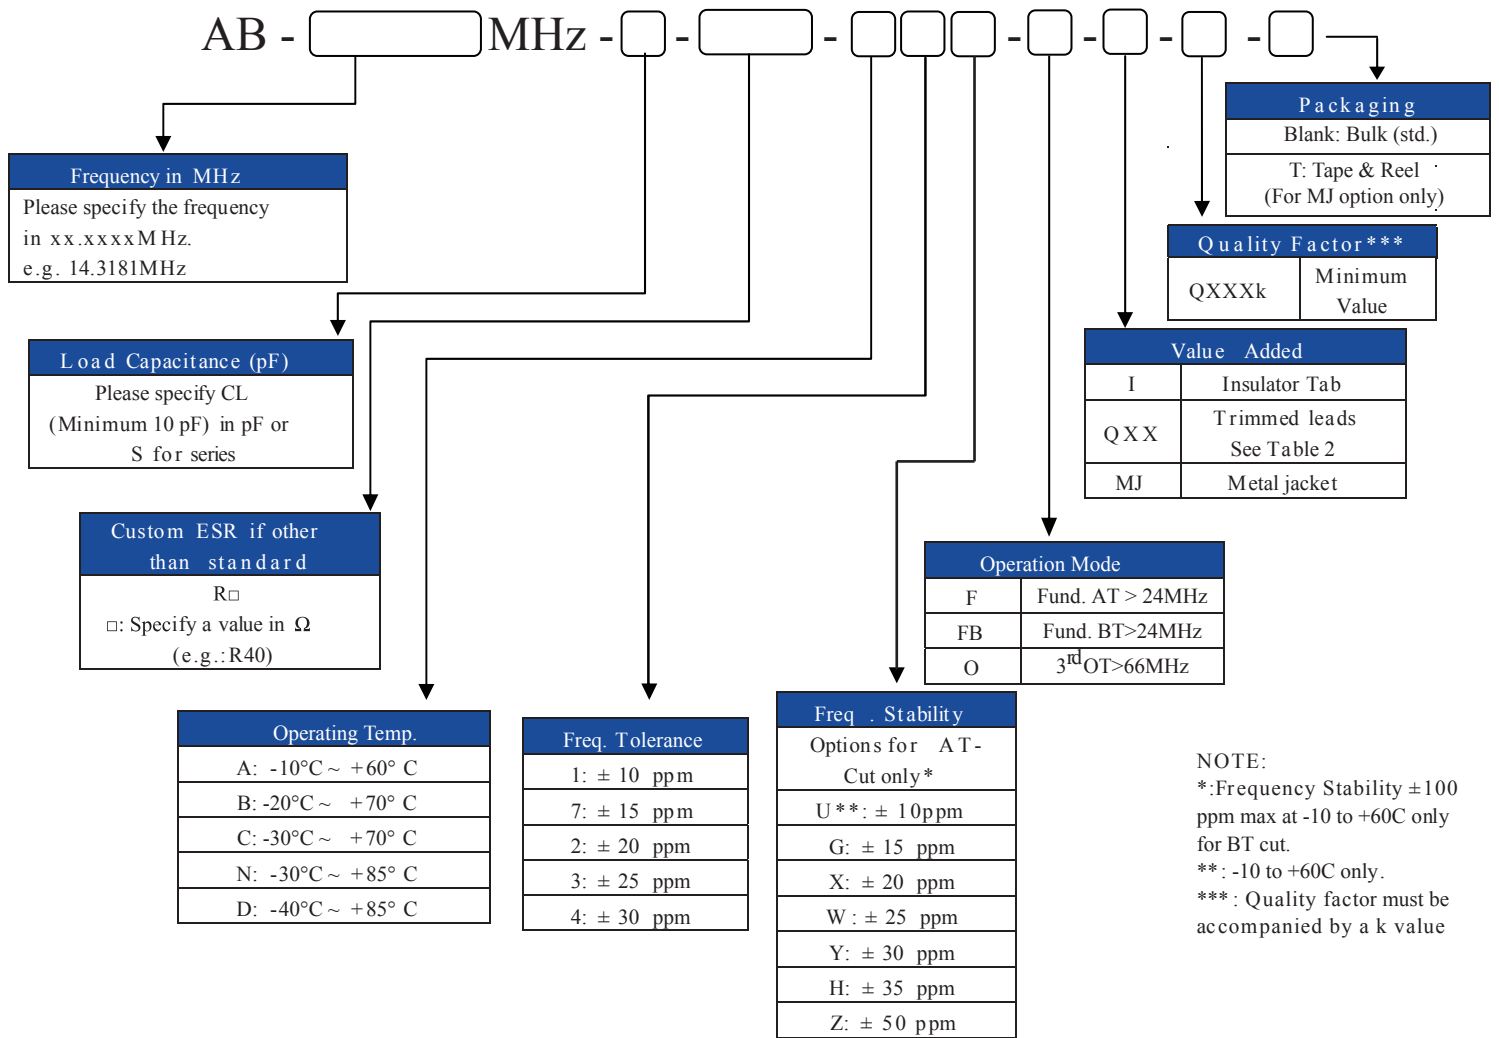 AB - MHz - - - - - - -
Packaging
Blank: Bulk (std.)
T: Tape & Reel
(For MJ option only)
Frequency in MHz
Please specify the frequency
in xx.xxxxMHz.
e.g. 14.3181MHz
Quality Factor***
QXXXk
Minimum
Value
Load Capacitance (pF)
Please specify CL
(Minimum 10 pF) in pF or
S for series
Value Added
I Insulator Tab
QXX
Trimmed leads
See Table 2
MJ Metal jacket
Custom ESR if other
than standard
R□
□: Specify a value in Ω
(e.g.:R40)
Operation Mode
F Fund. AT > 24MHz
FB Fund. BT>24MHz
O 3rdOT>66MHz
Operating Temp.
A: -10°C ~ +60° C
B: -20°C ~ +70° C
C: -30°C ~ +70° C
N: -30°C ~ +85° C
D: -40°C ~ +85° C
Freq. Tolerance
1: ± 10 ppm
7: ± 15 ppm
2: ± 20 ppm
3: ± 25 ppm
4: ± 30 ppm
Freq . Stability
Options for AT-
Cut only*
U**: ± 10ppm
G: ± 15 ppm
X: ± 20 ppm
W : ± 25 ppm
Y: ± 30 ppm
H: ± 35 ppm
Z: ± 50 ppm
NOTE:
*:Frequency Stability ±100
ppm max at -10 to +60C only
for BT cut.
**: -10 to +60C only.
***: Quality factor must be
accompanied by a k value